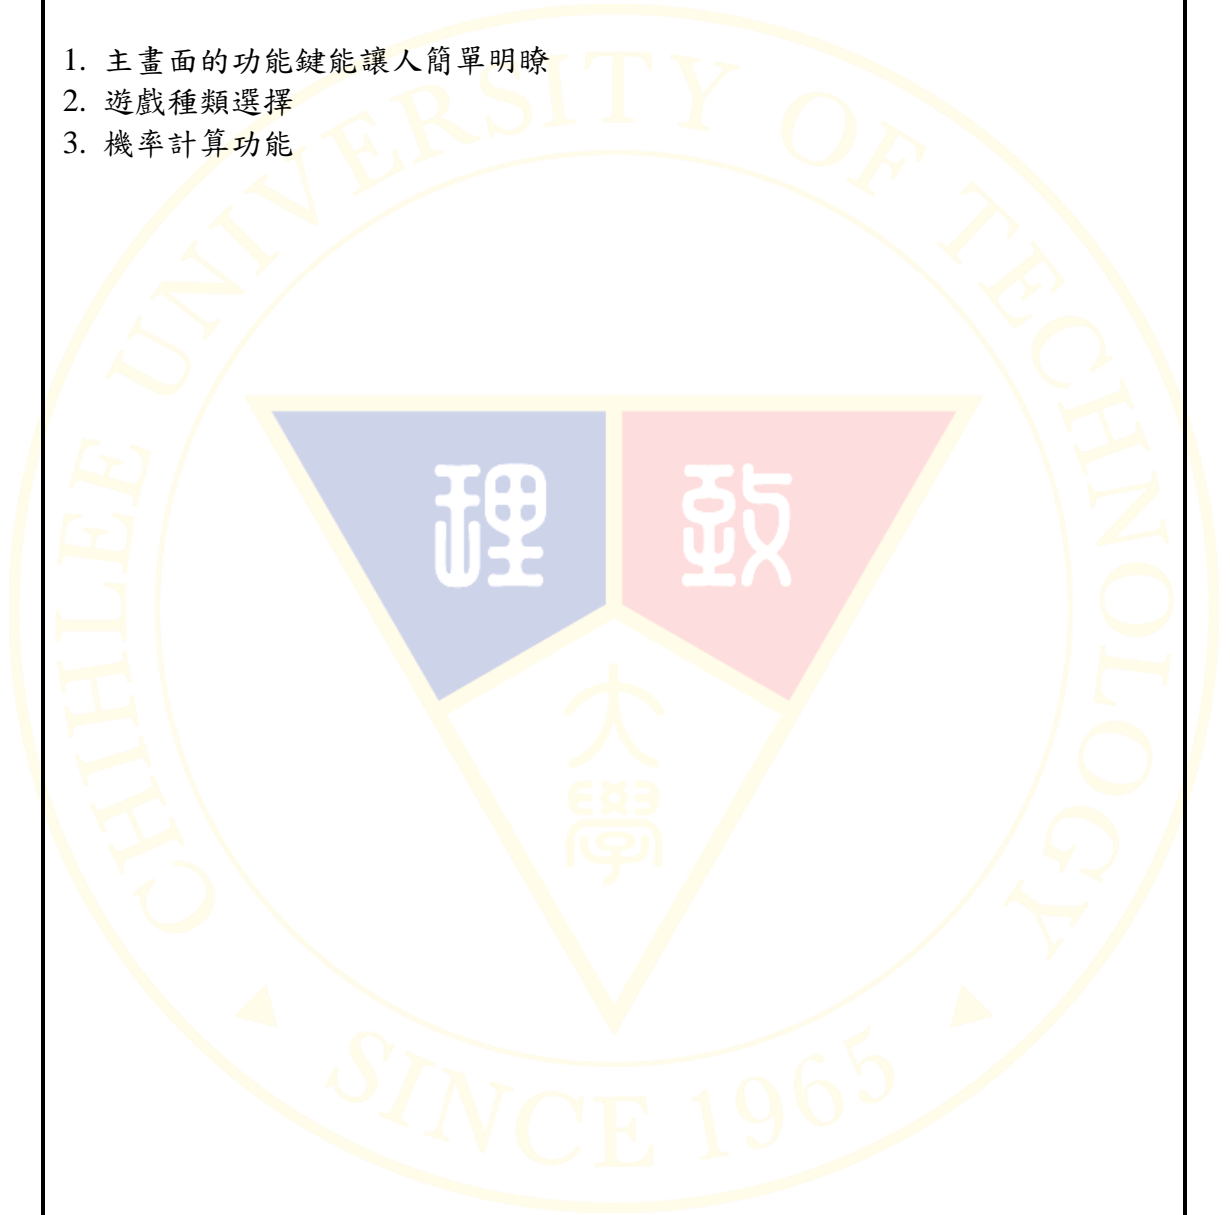 1. 主畫面的功能鍵能讓人簡單明瞭
2. 遊戲種類選擇
3. 機率計算功能
CHIHLEE UNIVERSITY OF TECHNOLOGY
理 致
大
學
SINCE 1965